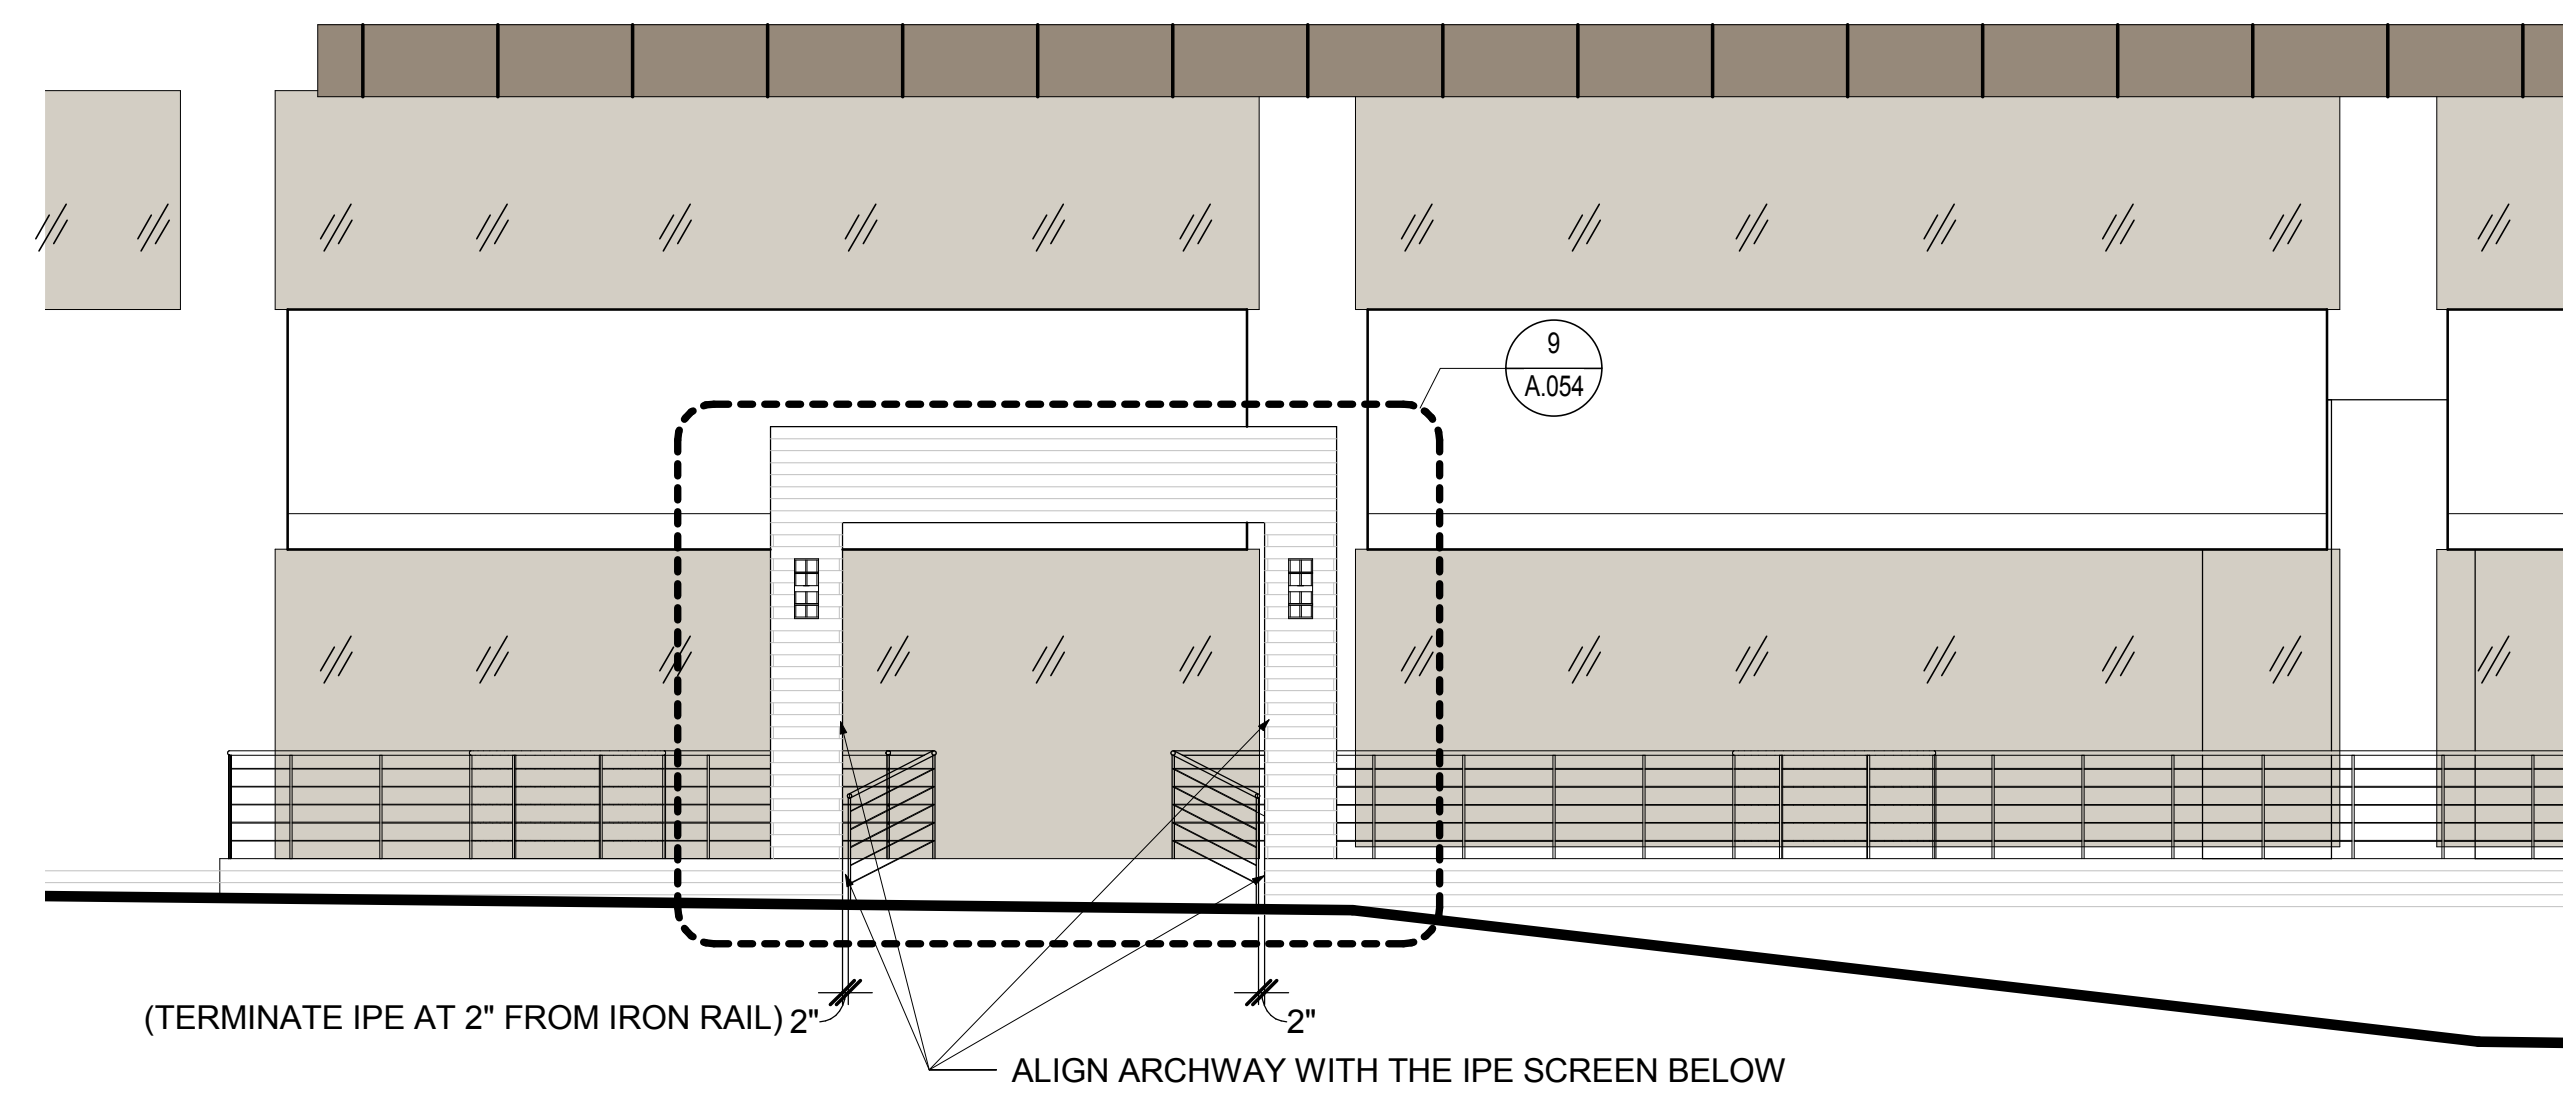 9
A.054
(TERMINATE IPE AT 2" FROM IRON RAIL) 2"
2"
ALIGN ARCHWAY WITH THE IPE SCREEN BELOW